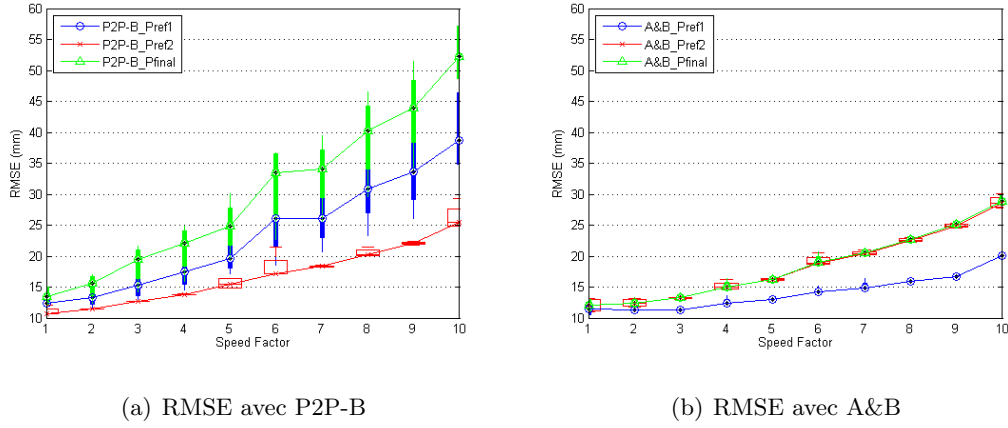 60
55
50
45
40
35
30
25
20
15
10
RMSE (mm)
P2P-B_Pref1
P2P-B_Pref2
P2P-B_Pfinal
1 2 3 4 5 6 7 8 9 10
Speed Factor
(a) RMSE avec P2P-B
60
55
50
45
40
35
30
25
20
15
10
RMSE (mm)
A&B_Pref1
A&B_Pref2
A&B_Pfinal
1 2 3 4 5 6 7 8 9 10
Speed Factor
(b) RMSE avec A&B